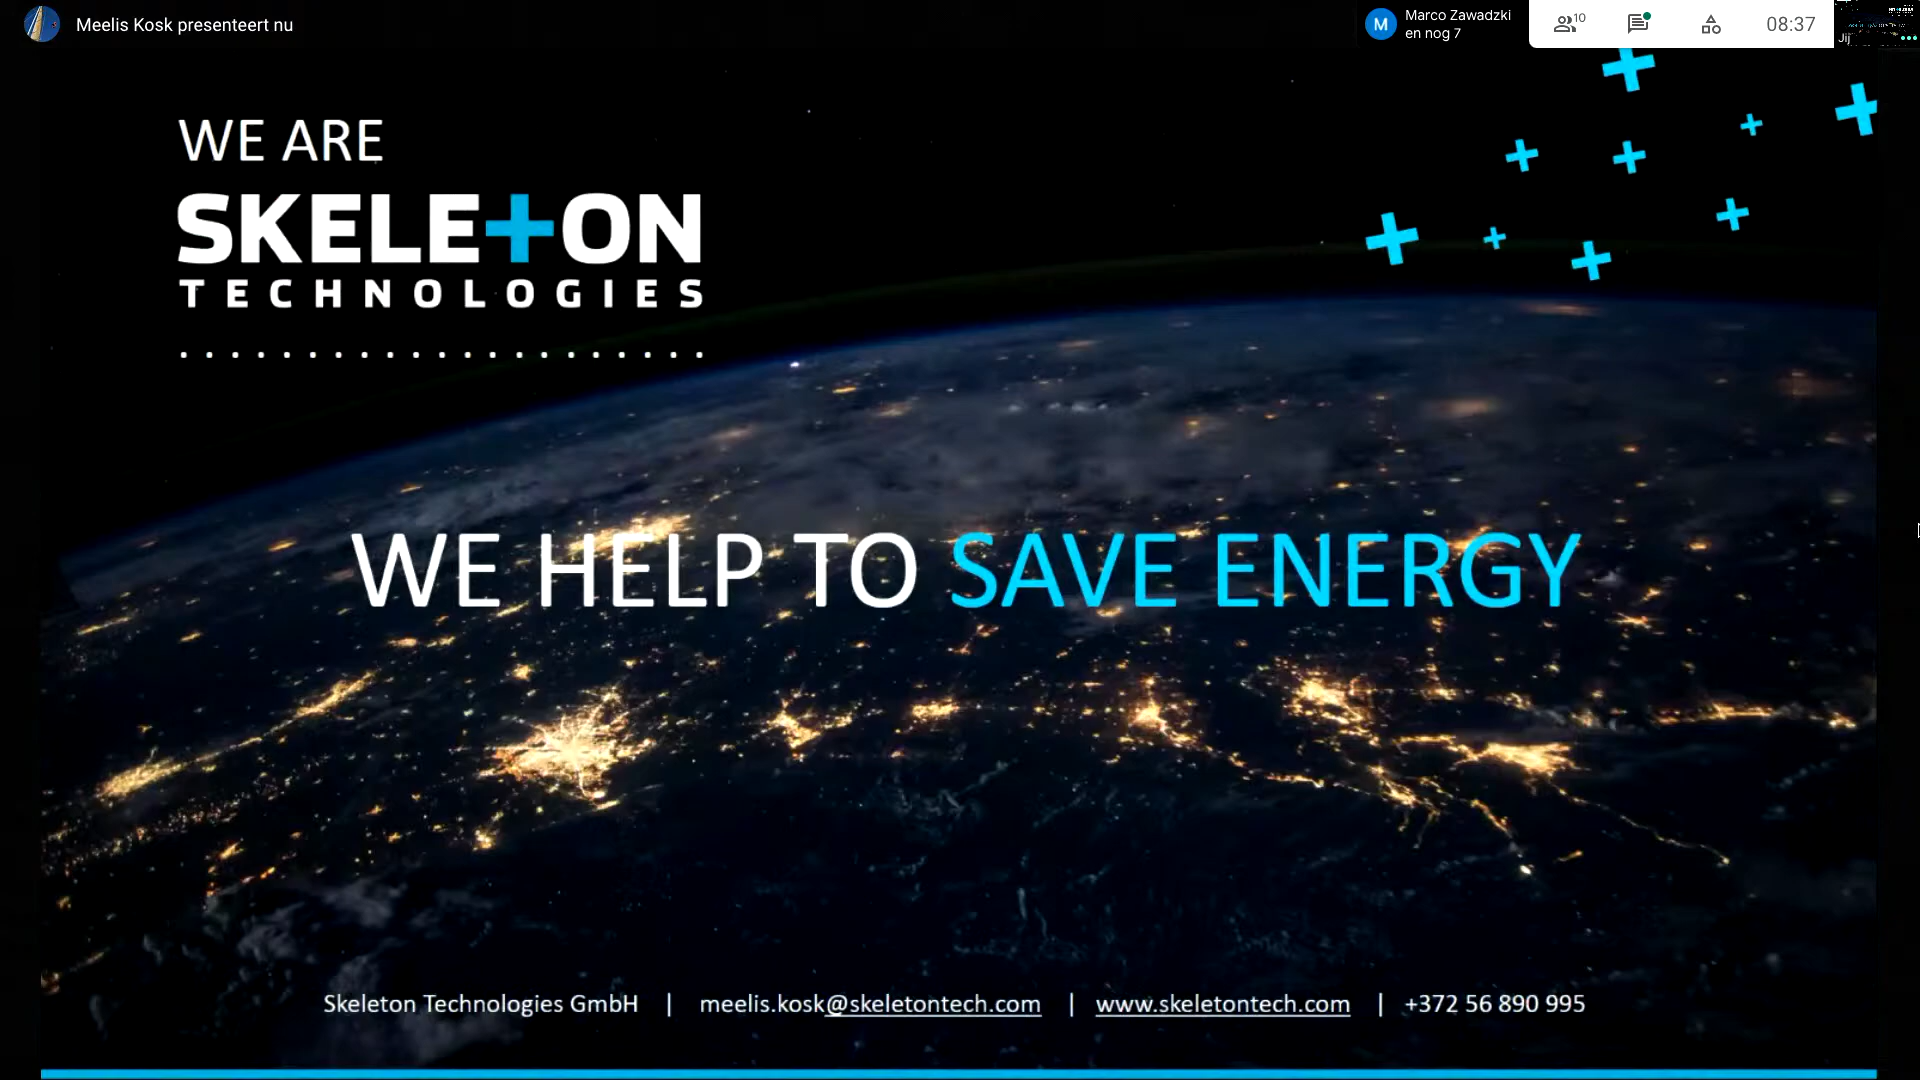 Meelis Kosk presenteert nu
M
Marco Zawadzki
en nog 7
10
08:37
Jij
WE ARE
SKELETON
TECHNOLOGIES
WE HELP TO SAVE ENERGY
Skeleton Technologies GmbH | meelis.kosk@skeletontech.com | www.skeletontech.com | +372 56 890 995